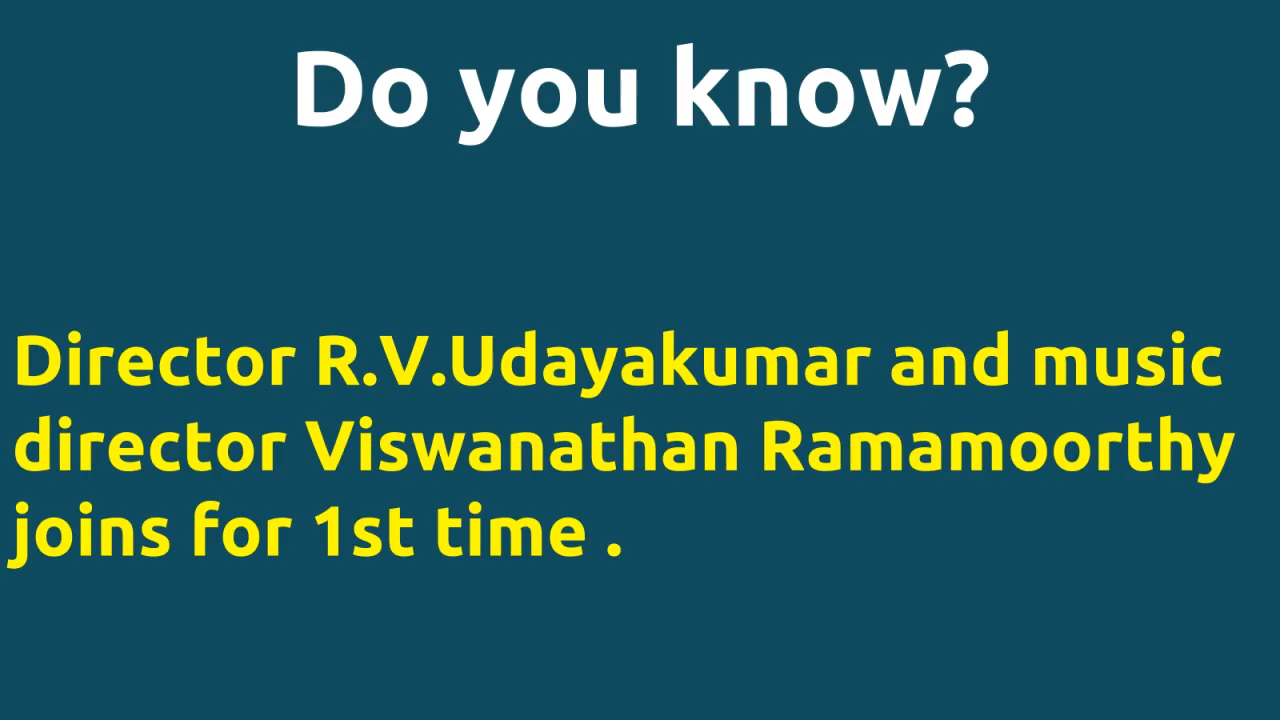 Do you know?
Director R.V.Udayakumar and music
director Viswanathan Ramamoorthy
joins for 1st time .